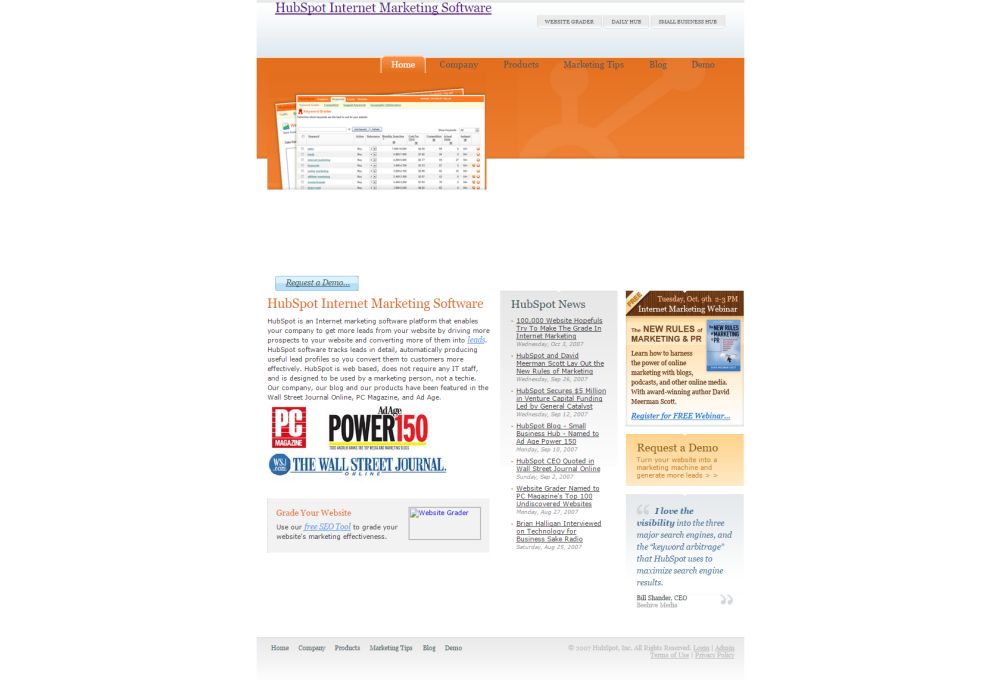 HubSpot Internet Marketing Software
WEBSITE GRADER
DAILY HUB
SMALL BUSINESS HUB
Home
Company
Products
Marketing Tips
Blog
Demo
Request a Demo...
HubSpot Internet Marketing Software
HubSpot is an Internet marketing software platform that enables
your company to get more leads from your website by driving more
prospects to your website and converting more of them into leads.
HubSpot software tracks leads in detail, automatically producing
useful lead profiles so you convert them to customers more
effectively. HubSpot is web based, does not require any IT staff,
and is designed to be used by a marketing person, not a techie.
Our company, our blog and our products have been featured in the
Wall Street Journal Online, PC Magazine, and Ad Age.
PC
MAGAZINE
AdAge
POWER150
WSJ
.com
THE WALL STREET JOURNAL.
ONLINE
Grade Your Website
Use our free SEO Tool to grade your
website's marketing effectiveness.
Website Grader
HubSpot News
100,000 Website Hopefuls
Try To Make The Grade In
Internet Marketing
Wednesday, Oct 3, 2007
HubSpot and David
Meerman Scott Lay Out the
New Rules of Marketing
Wednesday, Sep 26, 2007
HubSpot Secures $5 Million
in Venture Capital Funding
Led by General Catalyst
Wednesday, Sep 12, 2007
HubSpot Blog - Small
Business Hub - Named to
Ad Age Power 150
Monday, Sep 10, 2007
HubSpot CEO Quoted in
Wall Street Journal Online
Sunday, Sep 2, 2007
Website Grader Named to
PC Magazine's Top 100
Undiscovered Websites
Monday, Aug 27, 2007
Brian Halligan Interviewed
on Technology for
Business Sake Radio
Saturday, Aug 25, 2007
FREE
Tuesday, Oct. 9th 2-3 PM
Internet Marketing Webinar
The NEW RULES of
MARKETING & PR
Learn how to harness
the power of online
marketing with blogs,
podcasts, and other online media.
With award-winning author David
Meerman Scott.
Register for FREE Webinar...
Request a Demo
Turn your website into a
marketing machine and
generate more leads > >
I love the
visibility into the three
major search engines, and
the "keyword arbitrage"
that HubSpot uses to
maximize search engine
results.
Bill Shander, CEO
Beehive Media
Home
Company
Products
Marketing Tips
Blog
Demo
© 2007 HubSpot, Inc. All Rights Reserved. Login | Admin
Terms of Use | Privacy Policy